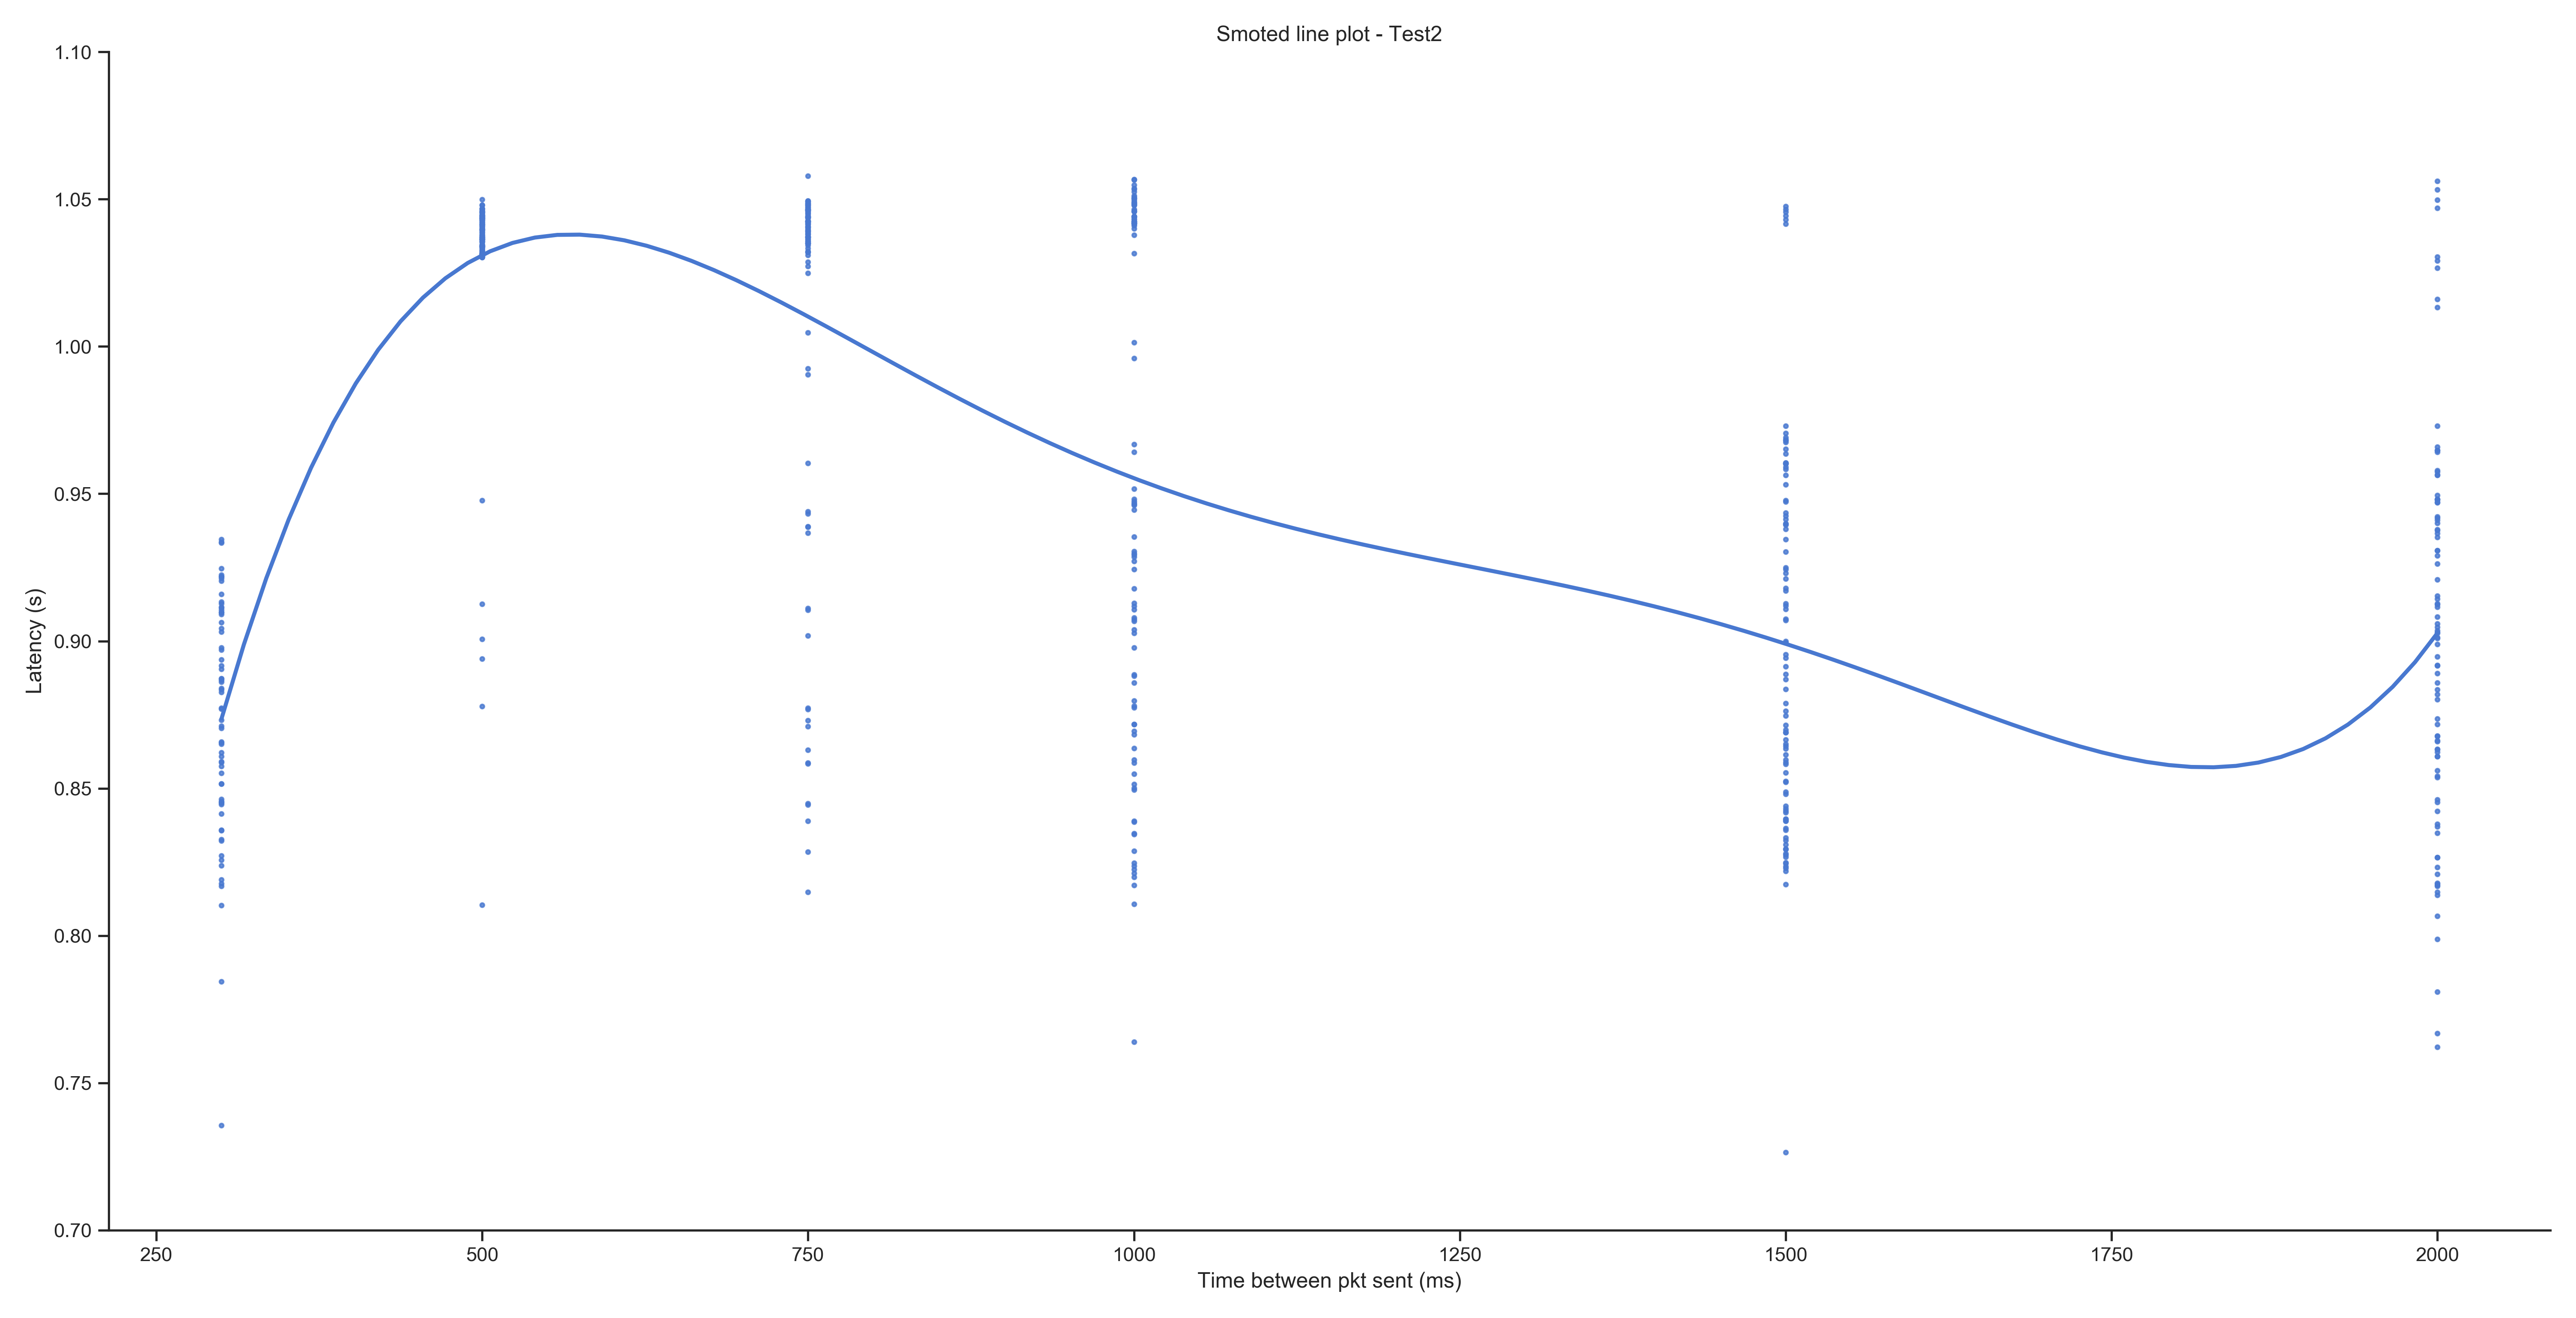 Smoted line plot - Test2
1.10
1.05
1.00
0.95
0.90
0.85
0.80
0.75
0.70
Latency (s)
250 500 750 1000 1250 1500 1750 2000
Time between pkt sent (ms)